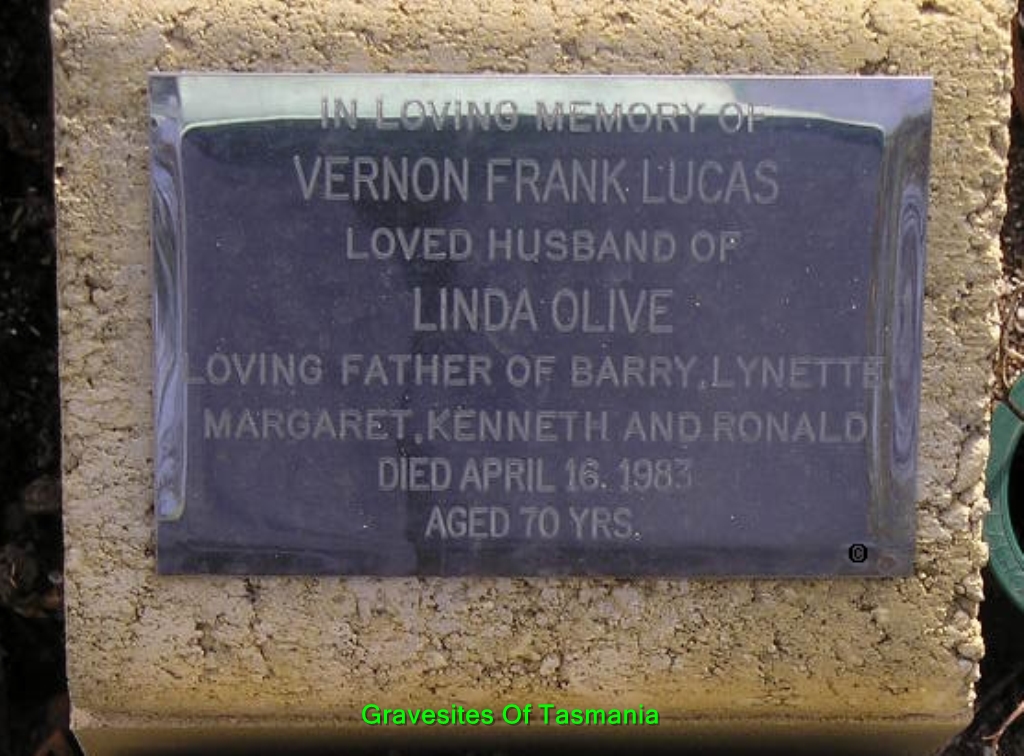 IN LOVING MEMORY OF
VERNON FRANK LUCAS
LOVED HUSBAND OF
LINDA OLIVE
LOVING FATHER OF BARRY, LYNETTE,
MARGARET, KENNETH AND RONALD
DIED APRIL 16. 1983
AGED 70 YRS.
©
Gravesites Of Tasmania